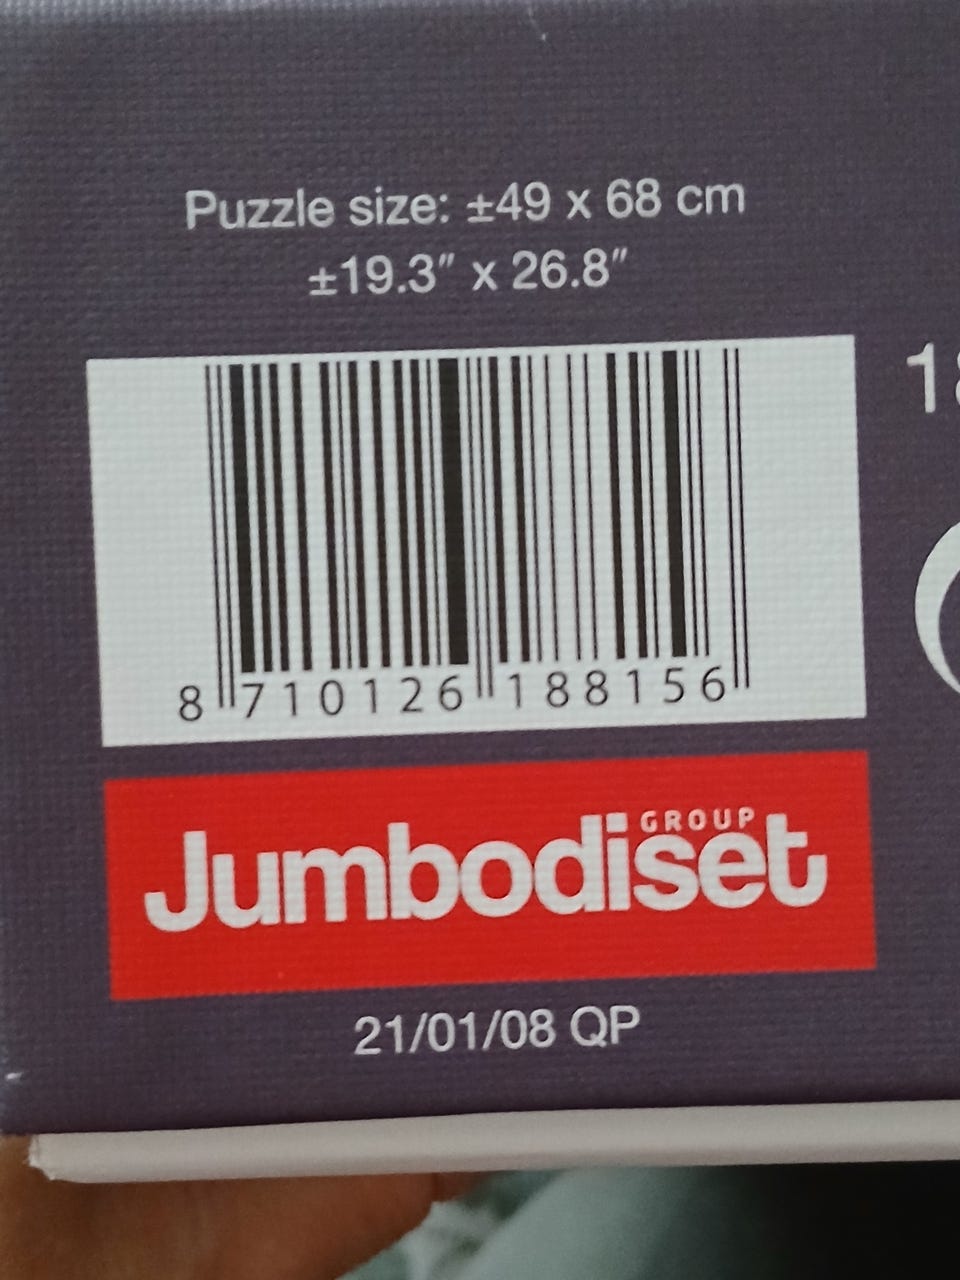 Puzzle size: ±49 x 68 cm
±19.3″ x 26.8″
8 710126 188156
GROUP
Jumbodiset
21/01/08 QP